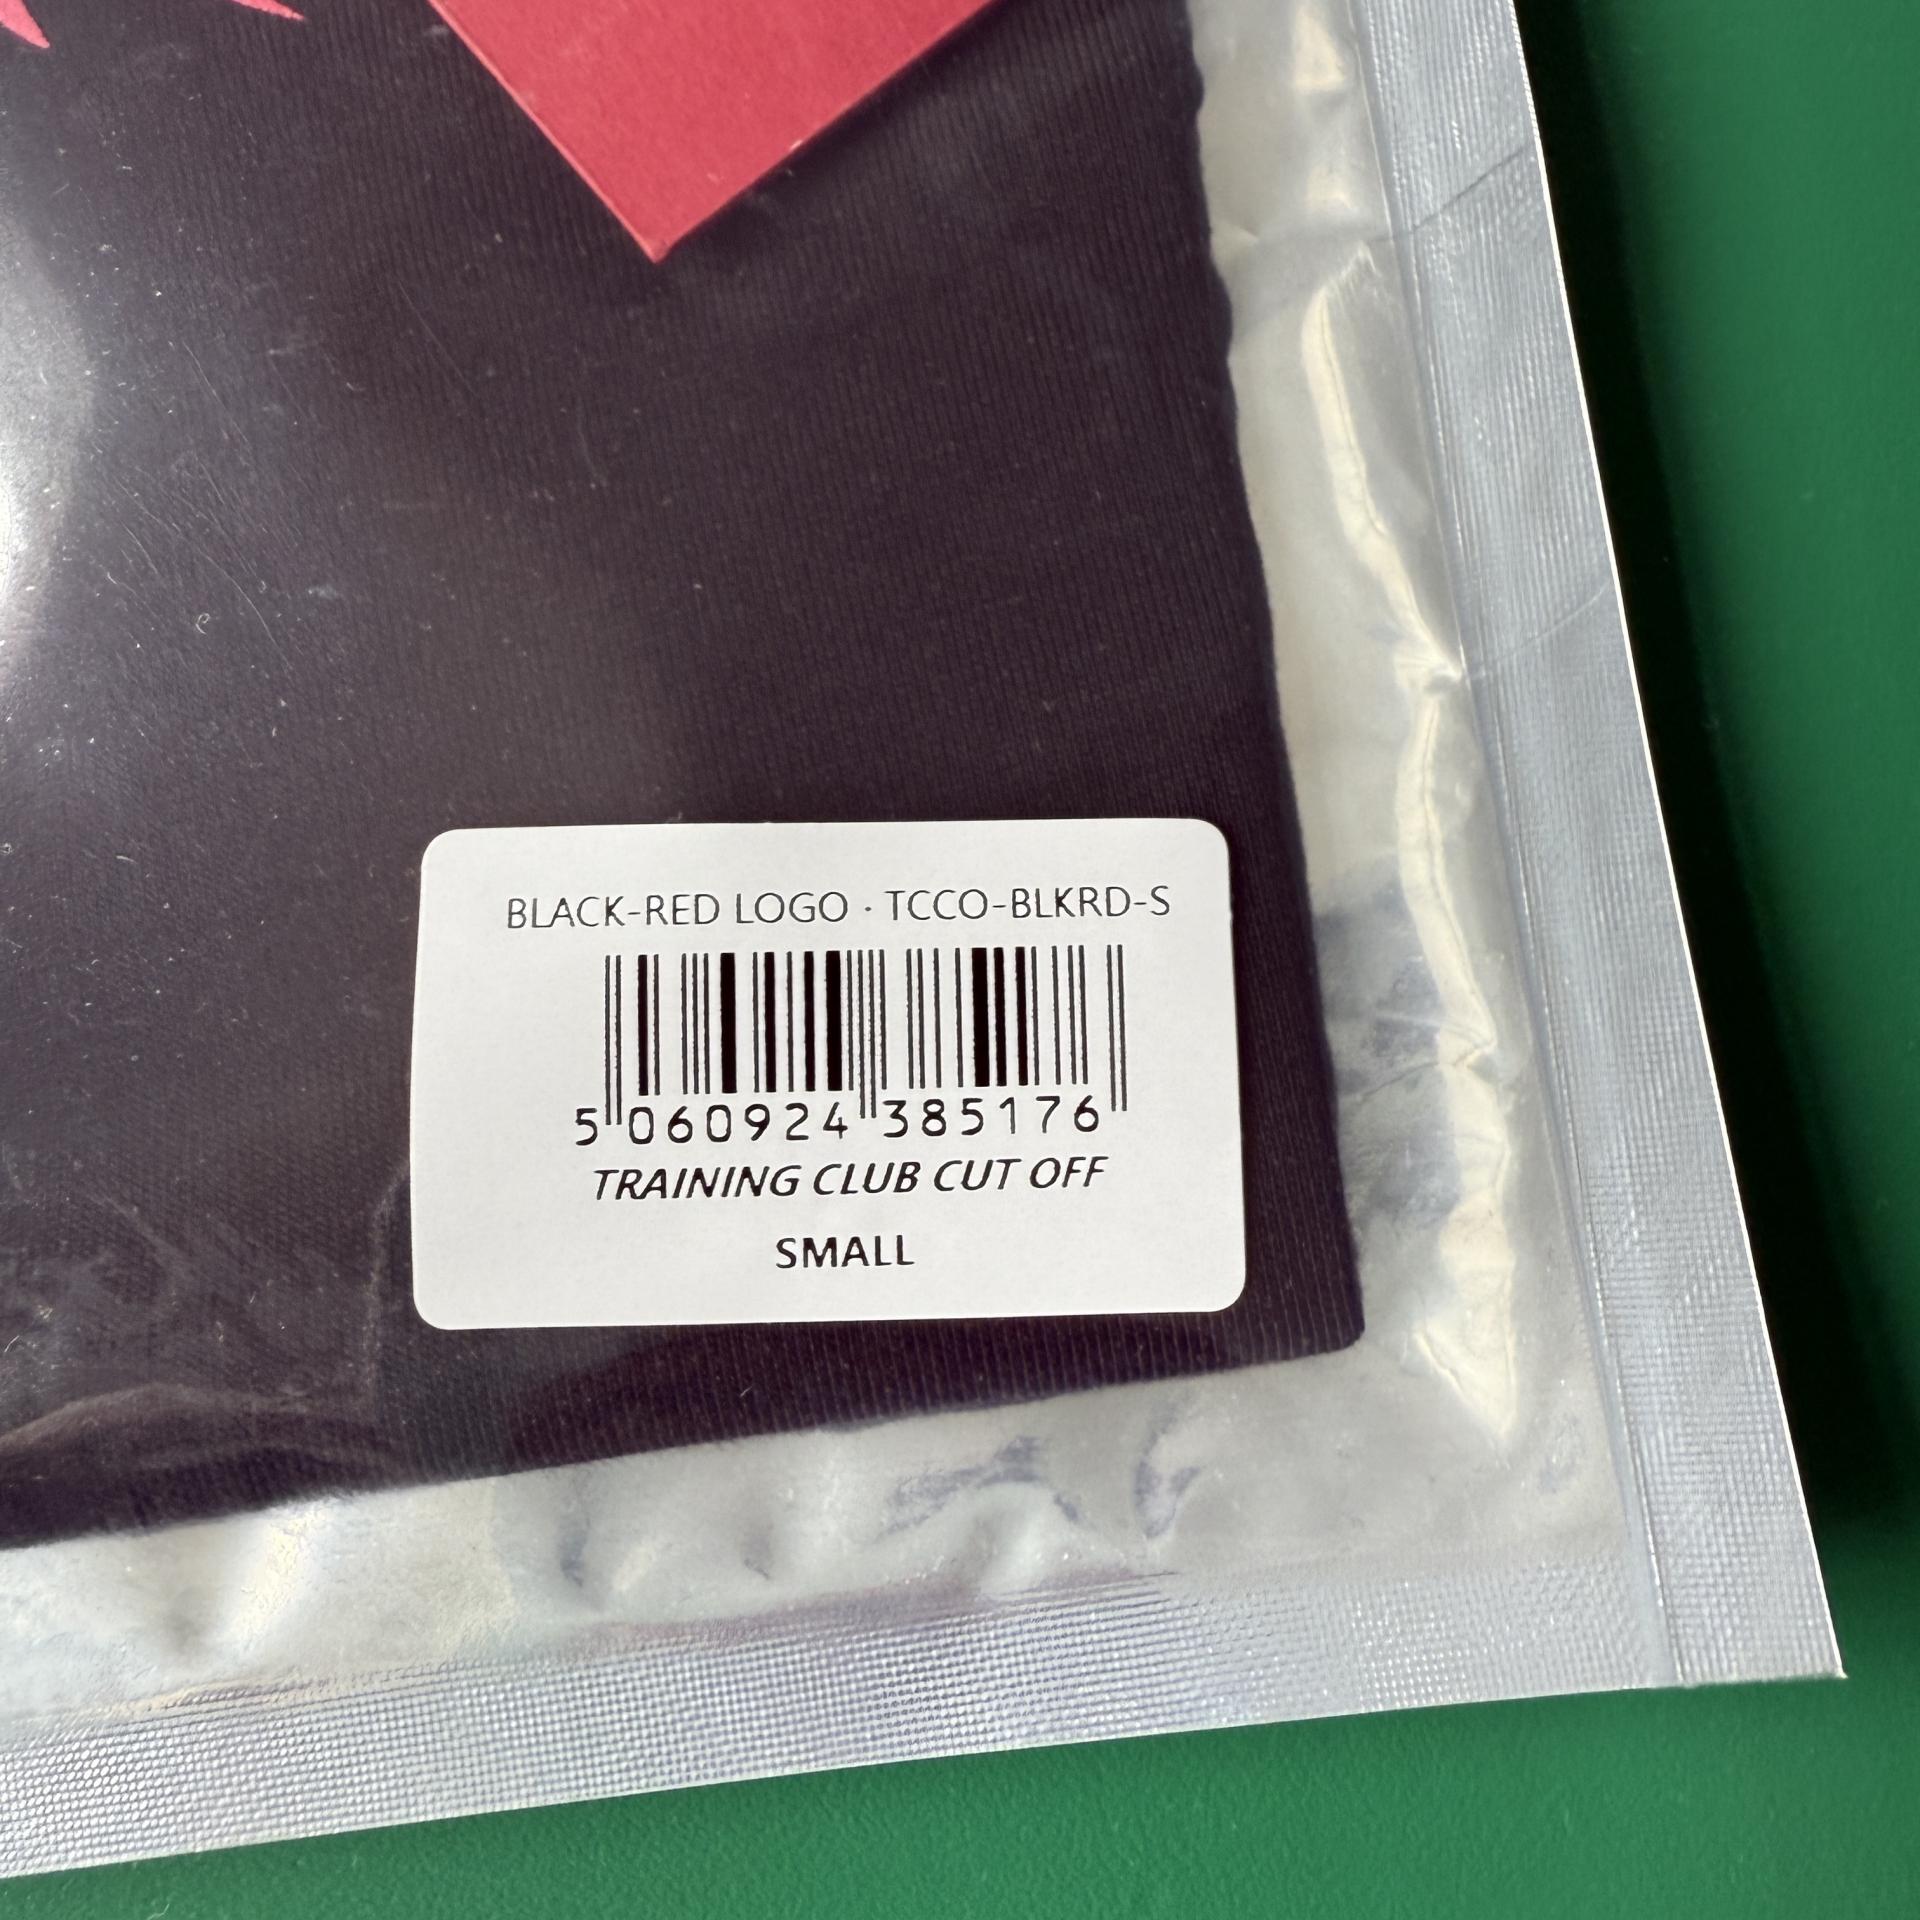 BLACK-RED LOGO · TCCO-BLKRD-S
5 060924 385176
TRAINING CLUB CUT OFF
SMALL